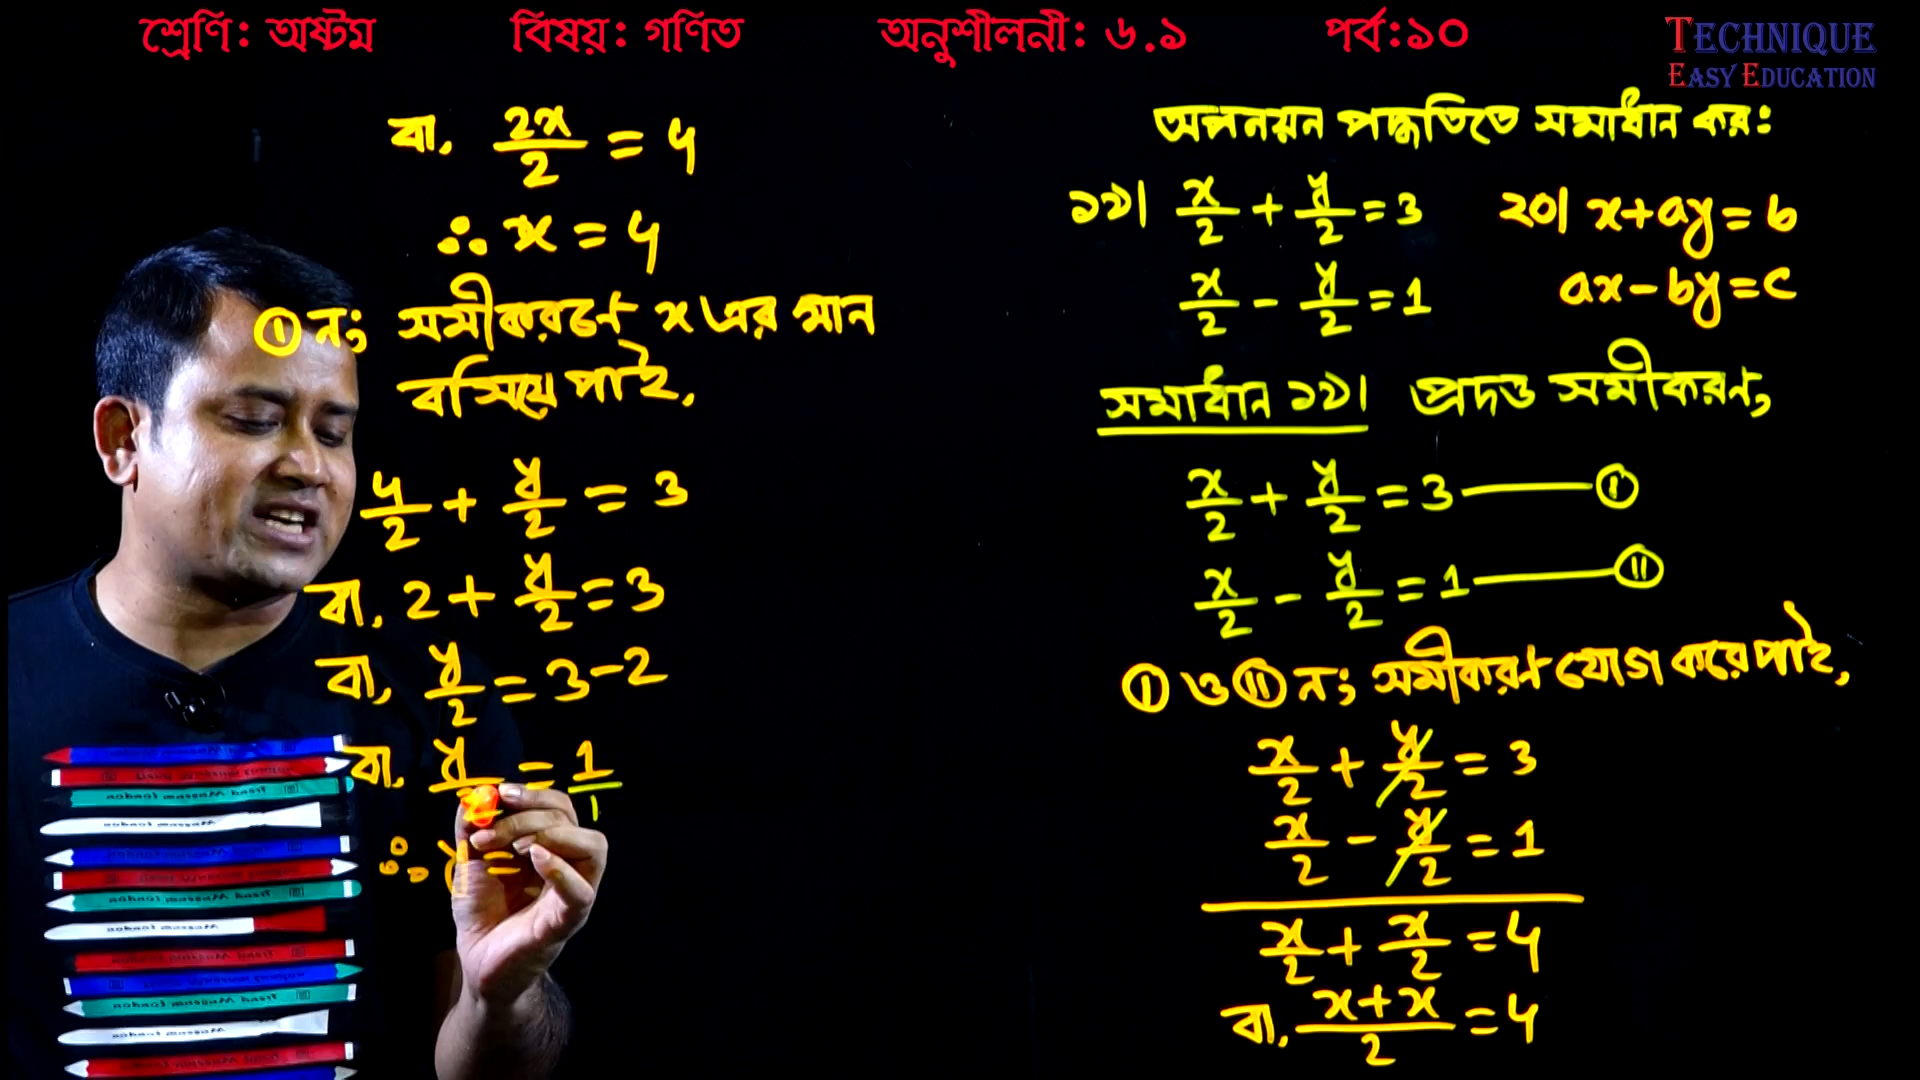 শ্রেণি: অষ্টম বিষয়: গণিত অনুশীলনী: ৬.১ পর্ব:১০
TECHNIQUE
EASY EDUCATION
বা, 2x/2 = 4
∴ x = 4
① নং সমীকরণে x এর মান
বসিয়ে পাই,
4/2 + y/2 = 3
বা, 2 + y/2 = 3
বা, y/2 = 3-2
বা, y/2 = 1/1
∴ y =
অপনয়ন পদ্ধতিতে সমাধান কর:
১৯। x/2 + y/2 = 3
x/2 - y/2 = 1
২০। x+ay=b
ax-by=c
সমাধান ১৯। প্রদত্ত সমীকরণ,
x/2 + y/2 = 3 — ①
x/2 - y/2 = 1 — ⑪
① ও ⑪ নং সমীকরণ যোগ করে পাই,
x/2 + y/2 = 3
x/2 - y/2 = 1
x/2 + x/2 = 4
বা, x+x/2 = 4